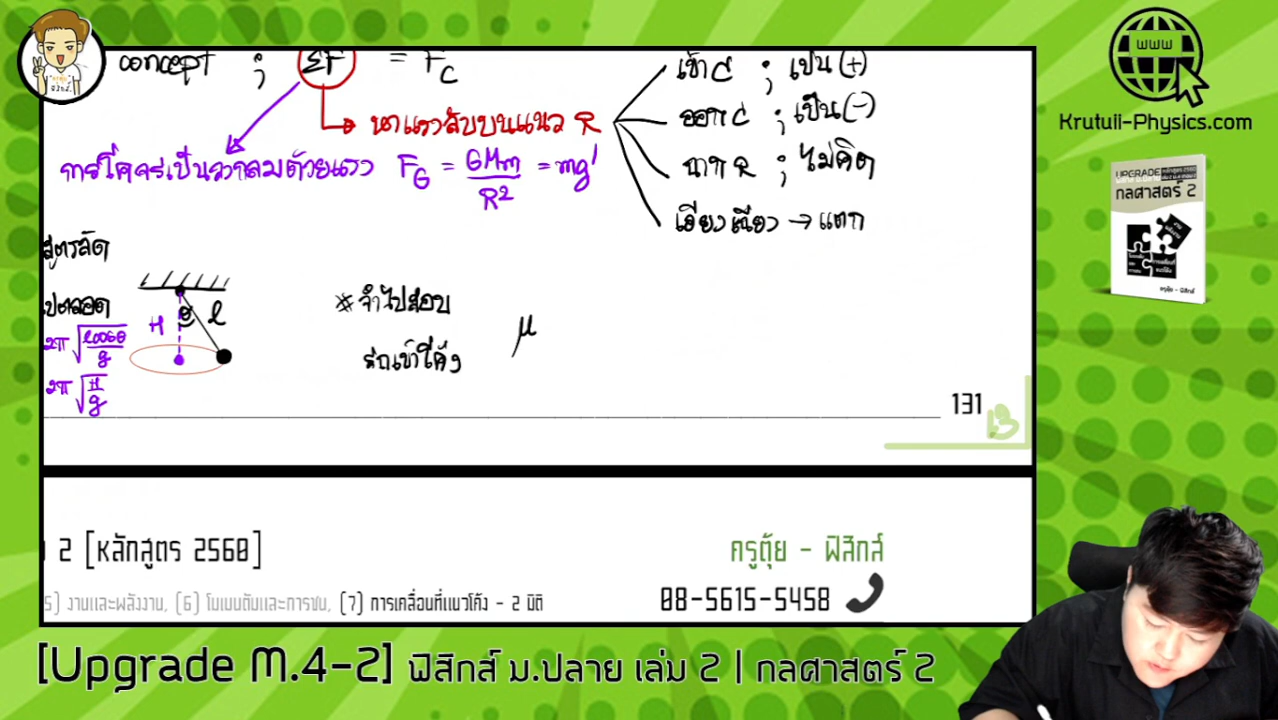 concept ; ΣF = F_C
หาแรงลัพธ์บนแนว R
เข้า C ; เป็น (+)
ออก C ; เป็น (-)
ฉาก R ; ไม่คิด
เอียงเฉียง → แตก
การโคจรเป็นวงกลมด้วยแรง F_G = GMm/R² = mg'
สูตรลัด
2π √(lcosθ/g)
2π √(H/g)
H θ l
* จำไปสอบ
รถเข้าโค้ง
μ
131
2 [หลักสูตร 2560]
ครูตุ้ย - ฟิสิกส์
5) งานและพลังงาน, (6) โมเมนตัมและการชน, (7) การเคลื่อนที่แนวโค้ง - 2 มิติ
08-5615-5458
[Upgrade M.4-2] ฟิสิกส์ ม.ปลาย เล่ม 2 | กลศาสตร์ 2
www
Krutuii-Physics.com
UPGRADE
กลศาสตร์ 2